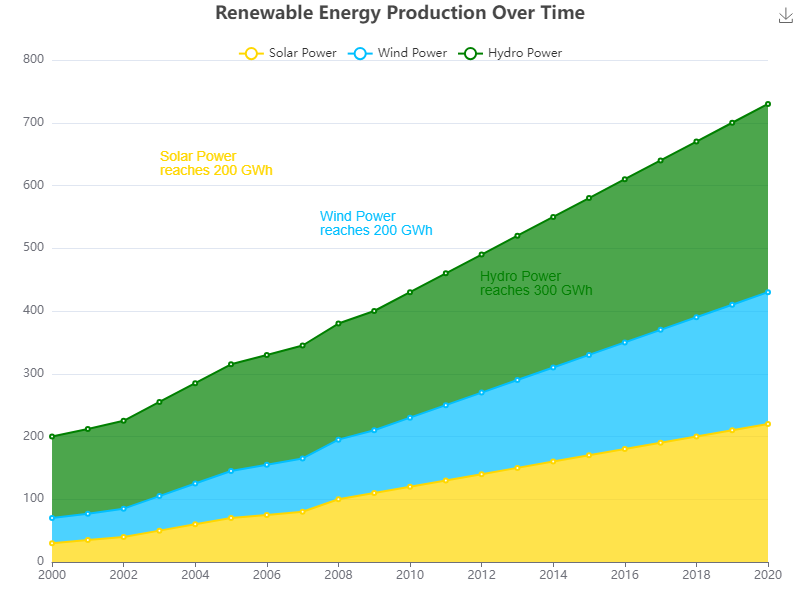 Renewable Energy Production Over Time
Solar Power Wind Power Hydro Power
800
700
Solar Power
reaches 200 GWh
600
Wind Power
reaches 200 GWh
500
Hydro Power
reaches 300 GWh
400
300
200
100
0
2000 2002 2004 2006 2008 2010 2012 2014 2016 2018 2020